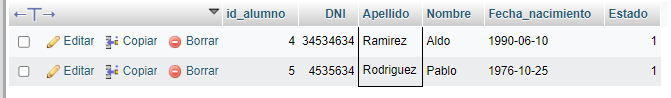 id_alumno DNI Apellido Nombre Fecha_nacimiento Estado
Editar Copiar Borrar 4 34534634 Ramirez Aldo 1990-06-10 1
Editar Copiar Borrar 5 4535634 Rodriguez Pablo 1976-10-25 1